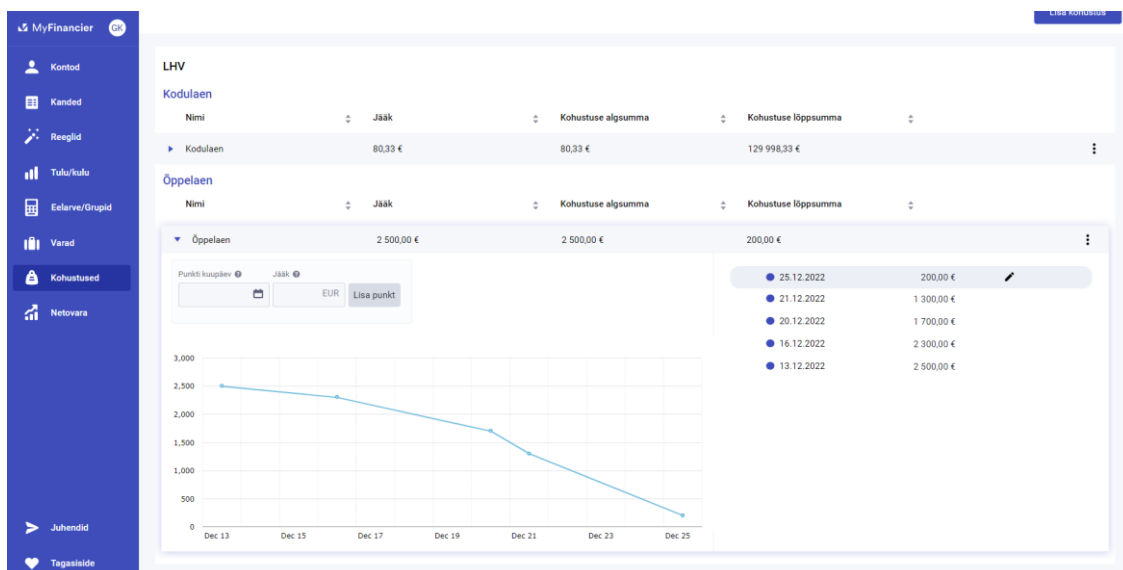 Lisa kohustus
MyFinancier GK
Kontod
Kanded
Reeglid
Tulu/kulu
Eelarve/Grupid
Varad
Kohustused
Netovara
Juhendid
Tagasiside
LHV
Kodulaen
Nimi Jääk Kohustuse algsumma Kohustuse lõppsumma
Kodulaen 80,33 € 80,33 € 129 998,33 €
Õppelaen
Nimi Jääk Kohustuse algsumma Kohustuse lõppsumma
Õppelaen 2 500,00 € 2 500,00 € 200,00 €
Punkti kuupäev Jääk
EUR Lisa punkt
25.12.2022 200,00 €
21.12.2022 1 300,00 €
20.12.2022 1 700,00 €
16.12.2022 2 300,00 €
13.12.2022 2 500,00 €
3,000
2,500
2,000
1,500
1,000
500
0
Dec 13 Dec 15 Dec 17 Dec 19 Dec 21 Dec 23 Dec 25